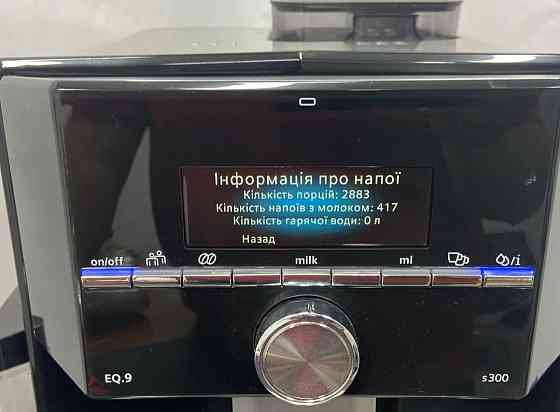 Інформація про напої
Кількість порцій: 2883
Кількість напоїв з молоком: 417
Кількість гарячої води: 0 л
Назад
on/off milk ml /i
EQ.9 s300